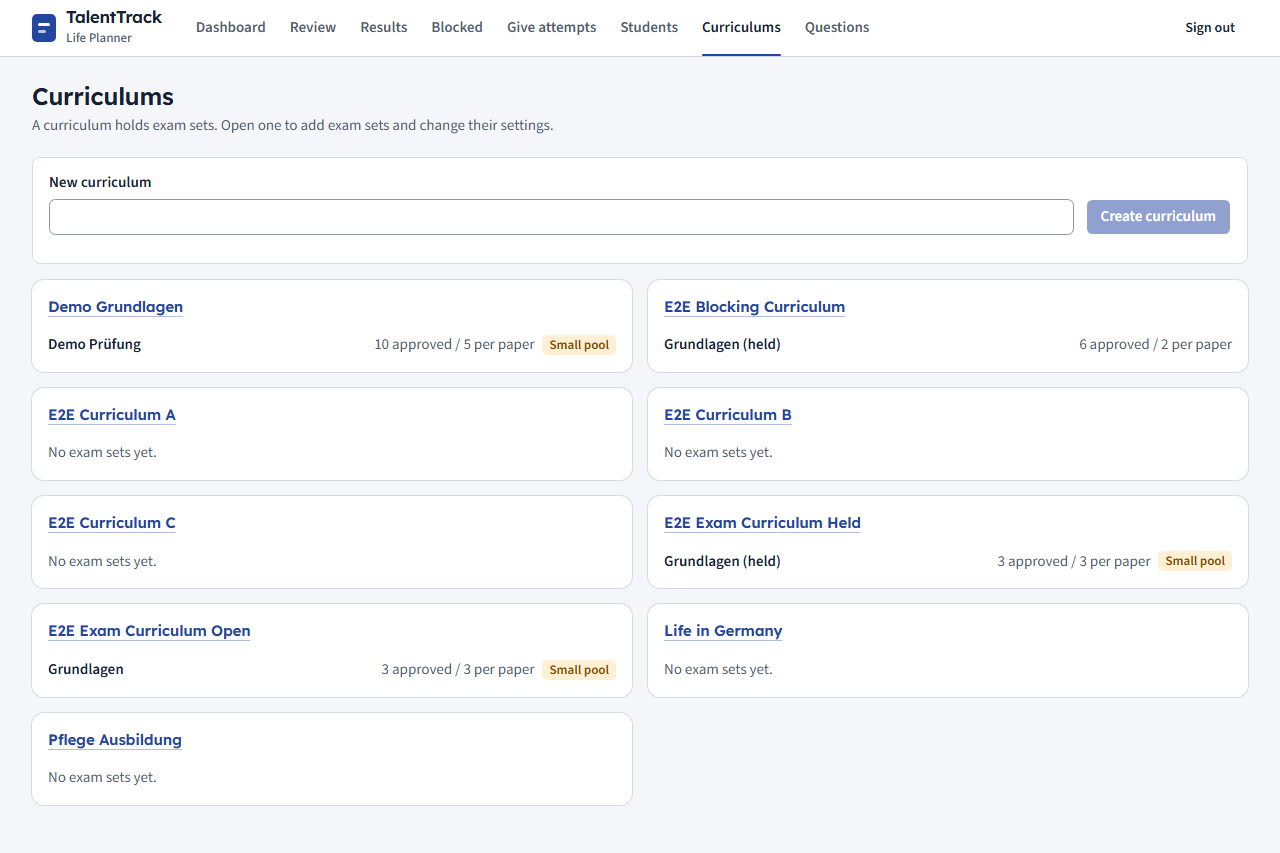 TalentTrack
Life Planner
Dashboard Review Results Blocked Give attempts Students Curriculums Questions Sign out
Curriculums
A curriculum holds exam sets. Open one to add exam sets and change their settings.
New curriculum
Create curriculum
Demo Grundlagen
Demo Prüfung 10 approved / 5 per paper Small pool
E2E Blocking Curriculum
Grundlagen (held) 6 approved / 2 per paper
E2E Curriculum A
No exam sets yet.
E2E Curriculum B
No exam sets yet.
E2E Curriculum C
No exam sets yet.
E2E Exam Curriculum Held
Grundlagen (held) 3 approved / 3 per paper Small pool
E2E Exam Curriculum Open
Grundlagen 3 approved / 3 per paper Small pool
Life in Germany
No exam sets yet.
Pflege Ausbildung
No exam sets yet.